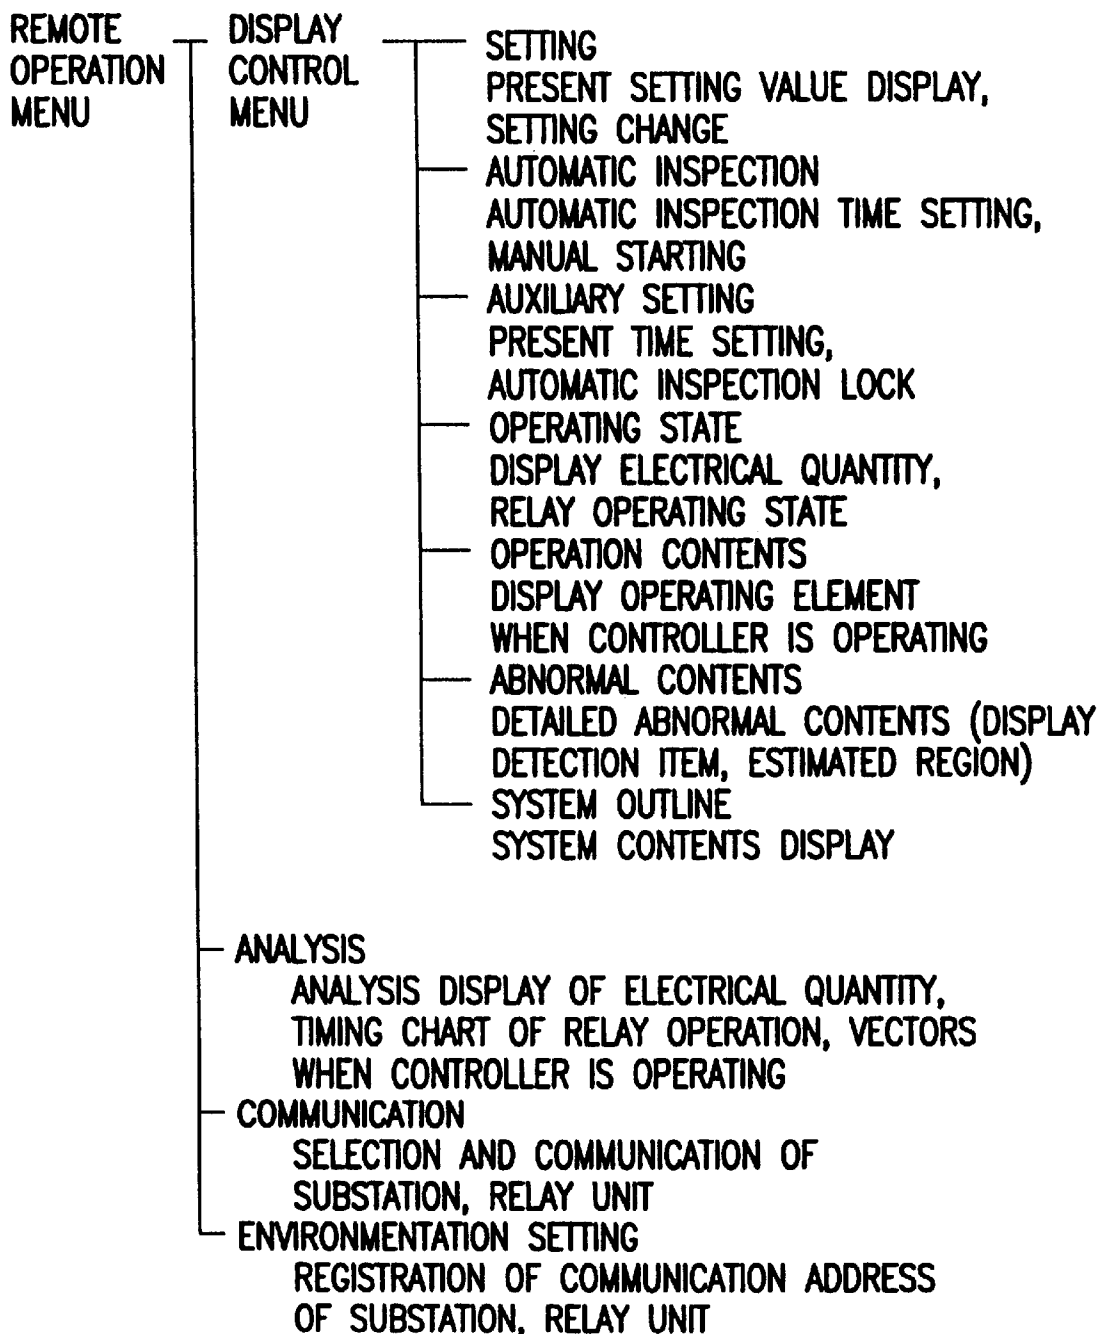 REMOTE OPERATION MENU
DISPLAY CONTROL MENU
SETTING
PRESENT SETTING VALUE DISPLAY,
SETTING CHANGE
AUTOMATIC INSPECTION
AUTOMATIC INSPECTION TIME SETTING,
MANUAL STARTING
AUXILIARY SETTING
PRESENT TIME SETTING,
AUTOMATIC INSPECTION LOCK
OPERATING STATE
DISPLAY ELECTRICAL QUANTITY,
RELAY OPERATING STATE
OPERATION CONTENTS
DISPLAY OPERATING ELEMENT
WHEN CONTROLLER IS OPERATING
ABNORMAL CONTENTS
DETAILED ABNORMAL CONTENTS (DISPLAY
DETECTION ITEM, ESTIMATED REGION)
SYSTEM OUTLINE
SYSTEM CONTENTS DISPLAY
ANALYSIS
ANALYSIS DISPLAY OF ELECTRICAL QUANTITY,
TIMING CHART OF RELAY OPERATION, VECTORS
WHEN CONTROLLER IS OPERATING
COMMUNICATION
SELECTION AND COMMUNICATION OF
SUBSTATION, RELAY UNIT
ENVIRONMENTATION SETTING
REGISTRATION OF COMMUNICATION ADDRESS
OF SUBSTATION, RELAY UNIT